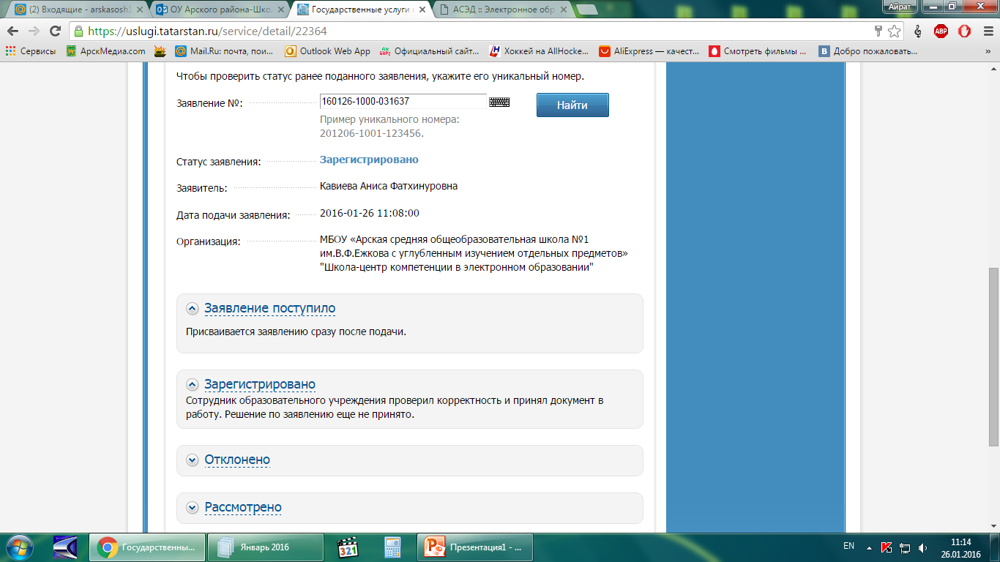 (2) Входящие - arskasosh1
ОУ Арского района-Шко
Государственные услуги
АСЭД :: Электронное обр
Айрат
https://uslugi.tatarstan.ru/service/detail/22364
ABP
Сервисы
АрскМедиа.com
Mail.Ru: почта, пои...
Outlook Web App
Официальный сайт...
Хоккей на AllHocke...
AliExpress — качест...
Смотреть фильмы ...
Добро пожаловать...
»
Чтобы проверить статус ранее поданного заявления, укажите его уникальный номер.
Заявление №: 160126-1000-031637 Найти
Пример уникального номера:
201206-1001-123456.
Статус заявления: Зарегистрировано
Заявитель: Кавиева Аниса Фатхинуровна
Дата подачи заявления: 2016-01-26 11:08:00
Организация: МБОУ «Арская средняя общеобразовательная школа №1
им.В.Ф.Ежкова с углубленным изучением отдельных предметов»
"Школа-центр компетенции в электронном образовании"
Заявление поступило
Присваивается заявлению сразу после подачи.
Зарегистрировано
Сотрудник образовательного учреждения проверил корректность и принял документ в
работу. Решение по заявлению еще не принято.
Отклонено
Рассмотрено
Государственны...
Январь 2016
321
Презентация1 - ...
EN
11:14
26.01.2016